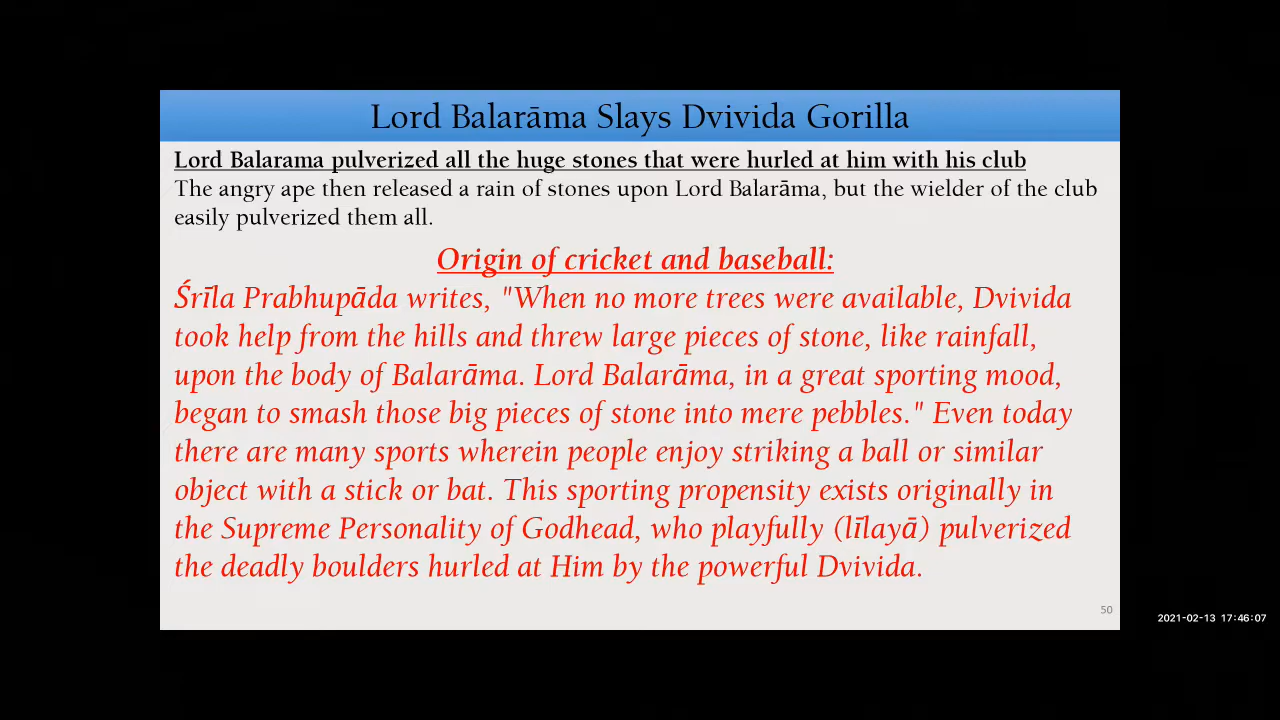 Lord Balarāma Slays Dvivida Gorilla
Lord Balarama pulverized all the huge stones that were hurled at him with his club
The angry ape then released a rain of stones upon Lord Balarāma, but the wielder of the club
easily pulverized them all.
Origin of cricket and baseball:
Śrīla Prabhupāda writes, "When no more trees were available, Dvivida
took help from the hills and threw large pieces of stone, like rainfall,
upon the body of Balarāma. Lord Balarāma, in a great sporting mood,
began to smash those big pieces of stone into mere pebbles." Even today
there are many sports wherein people enjoy striking a ball or similar
object with a stick or bat. This sporting propensity exists originally in
the Supreme Personality of Godhead, who playfully (līlayā) pulverized
the deadly boulders hurled at Him by the powerful Dvivida.
50
2021-02-13 17:46:07